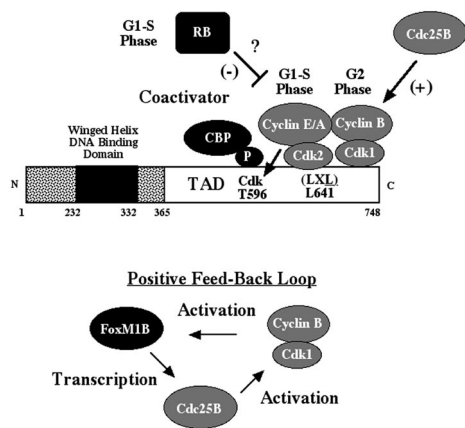 G1-S
Phase
RB
?
(-)
Cdc25B
(+)
G1-S
Phase
G2
Phase
Coactivator
CBP
P
Cyclin E/A
Cyclin B
Cdk2
Cdk1
Winged Helix
DNA Binding
Domain
N
TAD
Cdk
T596
(LXL)
L641
C
1
232
332
365
748
Positive Feed-Back Loop
Activation
FoxM1B
Cyclin B
Cdk1
Transcription
Cdc25B
Activation